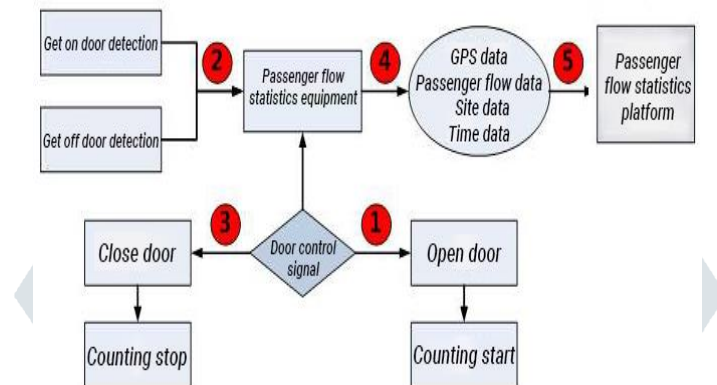 Get on door detection
2
Passenger flow
statistics equipment
4
GPS data
Passenger flow data
Site data
Time data
5
Passenger
flow statistics
platform
Get off door detection
3
1
Close door
Door control
signal
Open door
Counting stop
Counting start